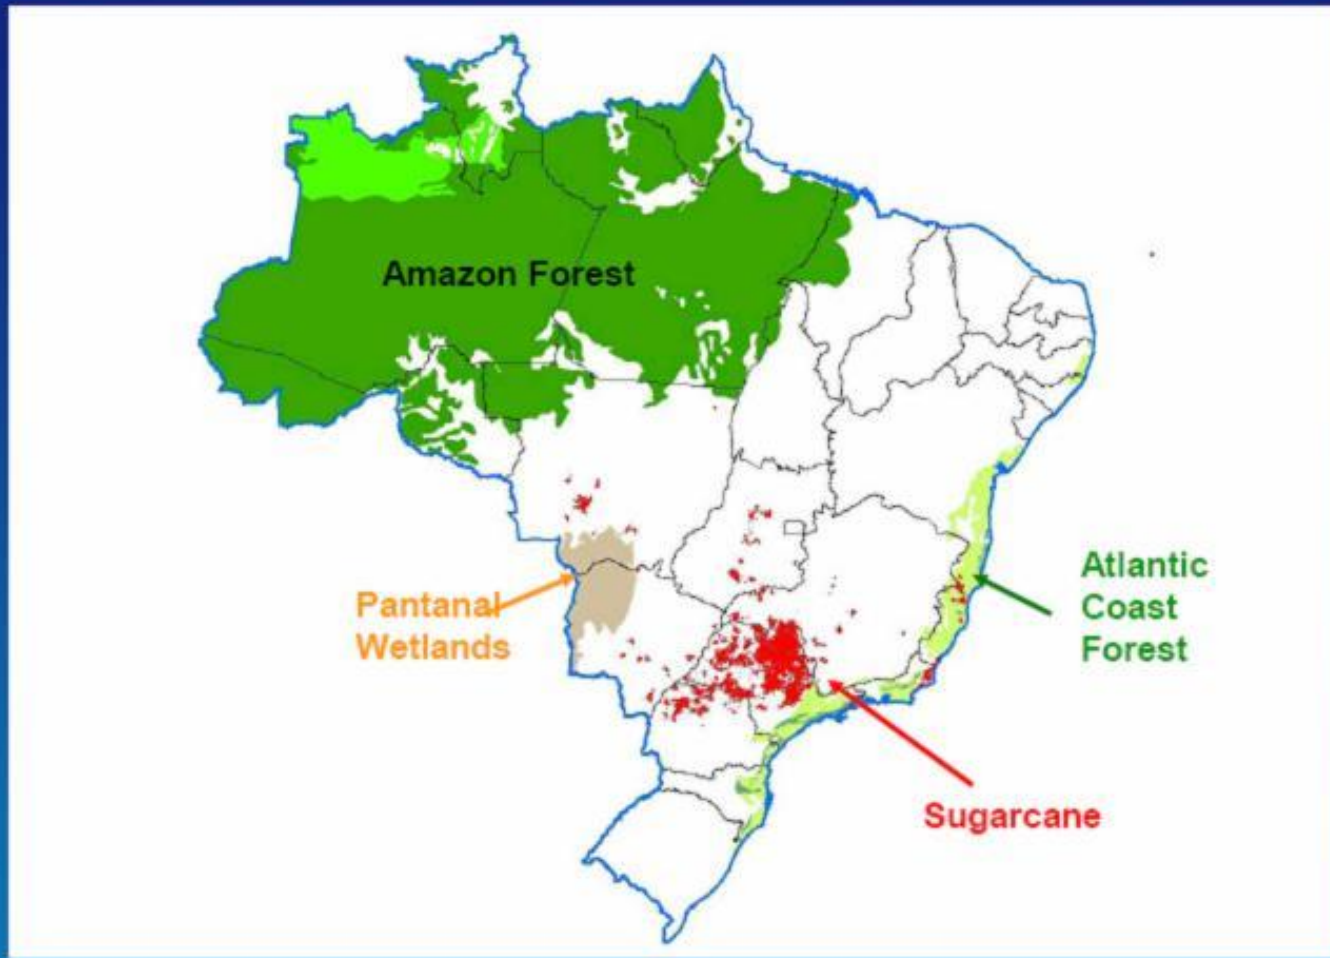 Amazon Forest
Pantanal
Wetlands
Atlantic
Coast
Forest
Sugarcane